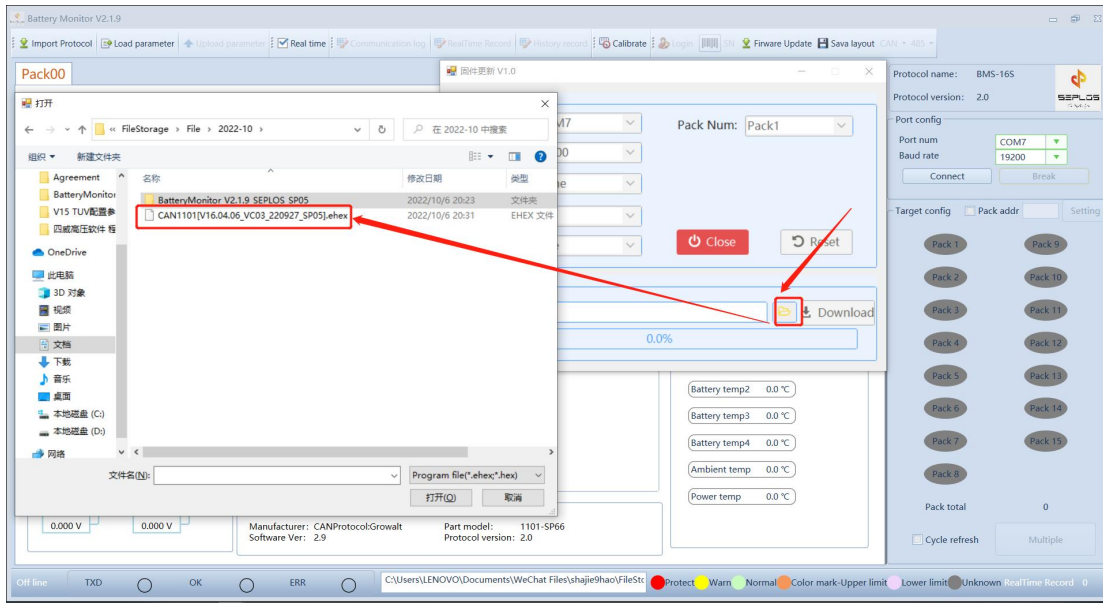 Battery Monitor V2.1.9
Import Protocol Load parameter Upload parameter Real time Communication log RealTime Record History record Calibrate Login SN Firware Update Sava layout CAN 485
Pack00
固件更新 V1.0
Pack Num: Pack1
Close Reset
Download
0.0%
打开
« FileStorage › File › 2022-10 ›
在 2022-10 中搜索
组织 新建文件夹
Agreement
BatteryMonitor
V15 TUV配置参
四威高压软件 程
OneDrive
此电脑
3D 对象
视频
图片
文档
下载
音乐
桌面
本地磁盘 (C:)
本地磁盘 (D:)
网络
名称 修改日期 类型
BatteryMonitor V2.1.9 SEPLOS SP05 2022/10/6 20:23 文件夹
CAN1101[V16.04.06_VC03_220927_SP05].ehex 2022/10/6 20:31 EHEX 文件
文件名(N): Program file(*.ehex;*.hex)
打开(O) 取消
Battery temp2 0.0 ℃
Battery temp3 0.0 ℃
Battery temp4 0.0 ℃
Ambient temp 0.0 ℃
Power temp 0.0 ℃
0.000 V 0.000 V
Manufacturer: CANProtocol:Growalt Part model: 1101-SP66
Software Ver: 2.9 Protocol version: 2.0
Protocol name: BMS-16S
Protocol version: 2.0
SEPLOS
Port config
Port num COM7
Baud rate 19200
Connect Break
Target config Pack addr Setting
Pack 1 Pack 9
Pack 2 Pack 10
Pack 3 Pack 11
Pack 4 Pack 12
Pack 5 Pack 13
Pack 6 Pack 14
Pack 7 Pack 15
Pack 8
Pack total 0
Cycle refresh Multiple
Off line TXD OK ERR C:\Users\LENOVO\Documents\WeChat Files\shajie9hao\FileSto Protect Warn Normal Color mark-Upper limit Lower limit Unknown RealTime Record 0